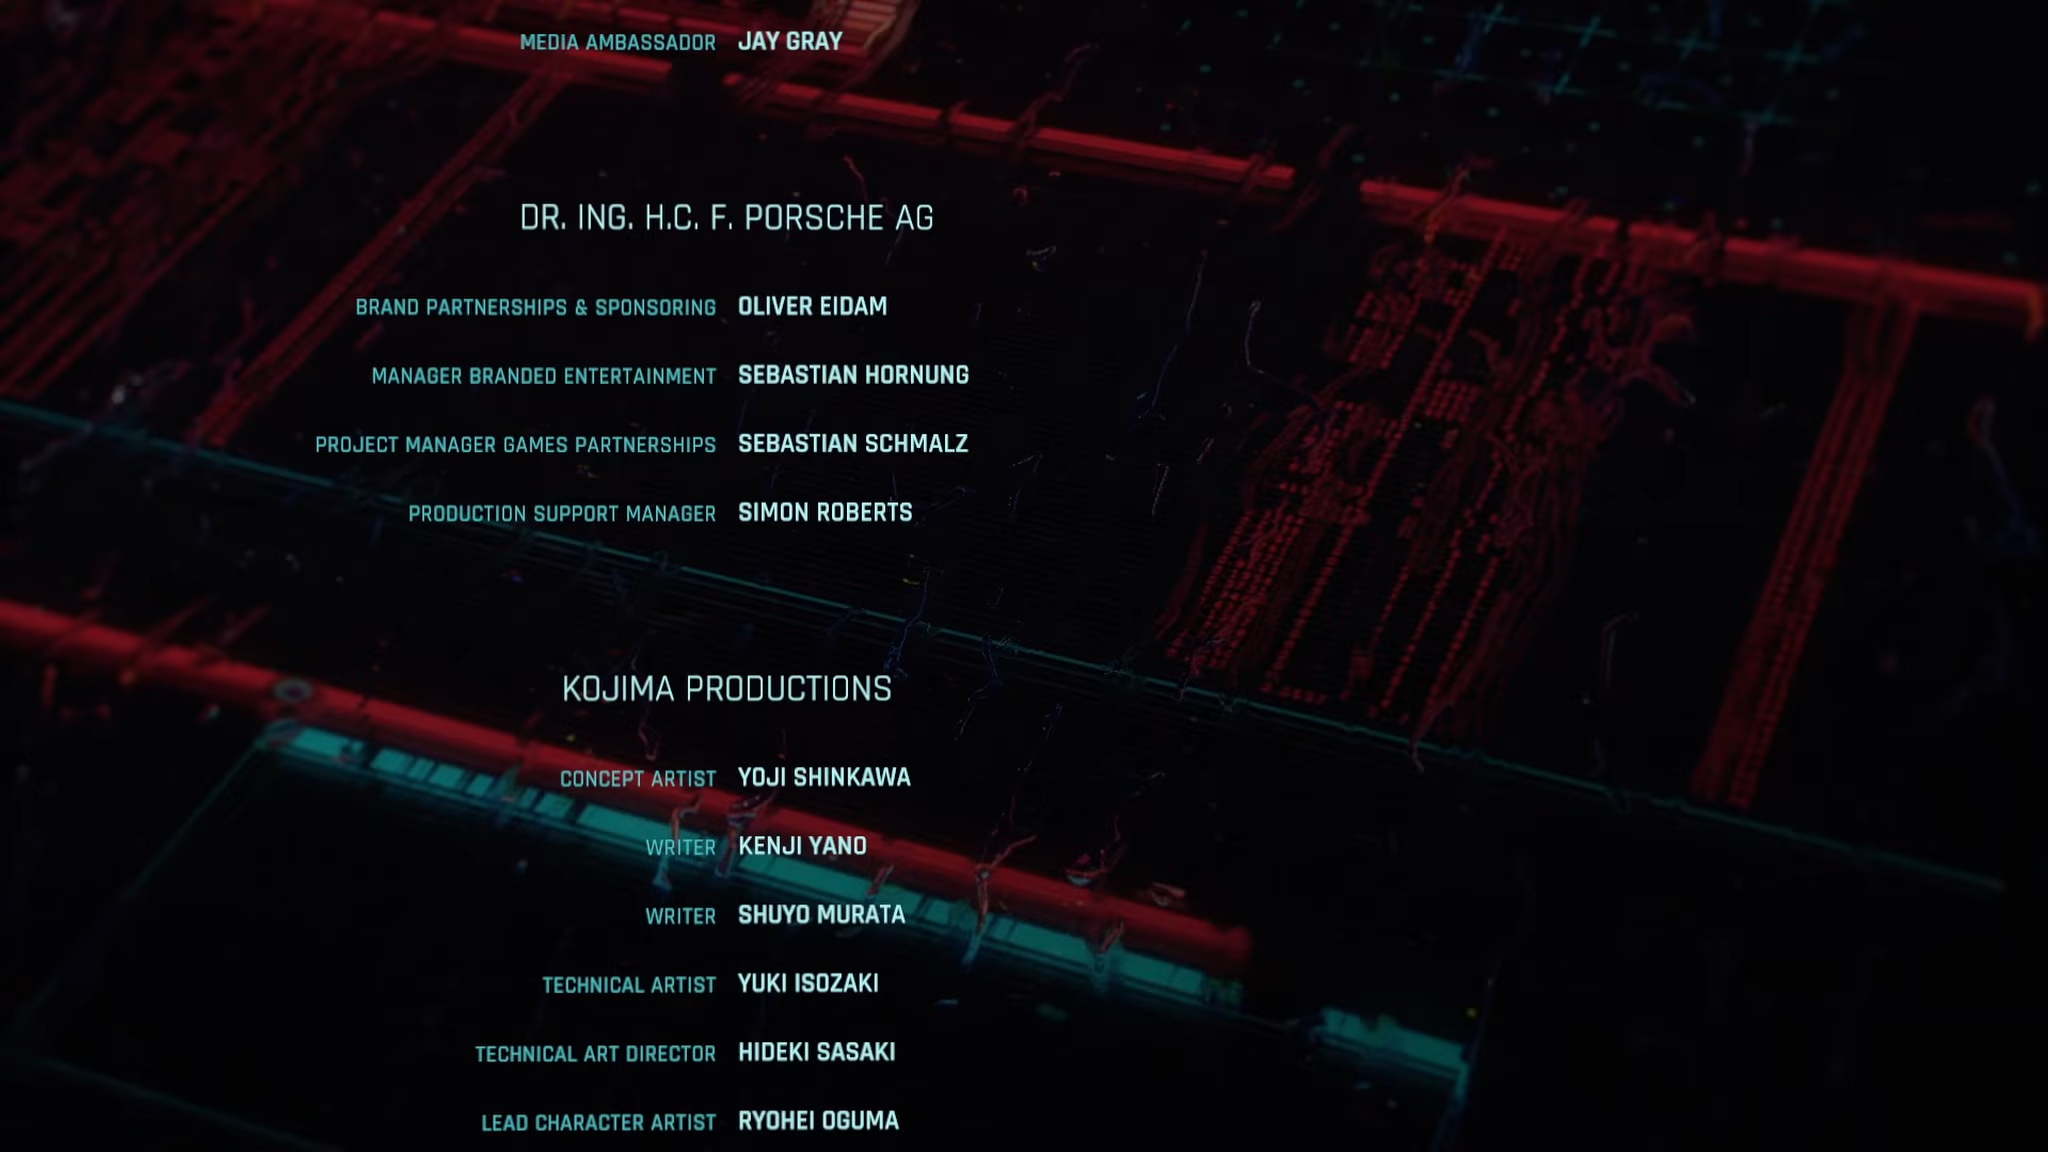 MEDIA AMBASSADOR JAY GRAY
DR. ING. H.C. F. PORSCHE AG
BRAND PARTNERSHIPS & SPONSORING OLIVER EIDAM
MANAGER BRANDED ENTERTAINMENT SEBASTIAN HORNUNG
PROJECT MANAGER GAMES PARTNERSHIPS SEBASTIAN SCHMALZ
PRODUCTION SUPPORT MANAGER SIMON ROBERTS
KOJIMA PRODUCTIONS
CONCEPT ARTIST YOJI SHINKAWA
WRITER KENJI YANO
WRITER SHUYO MURATA
TECHNICAL ARTIST YUKI ISOZAKI
TECHNICAL ART DIRECTOR HIDEKI SASAKI
LEAD CHARACTER ARTIST RYOHEI OGUMA